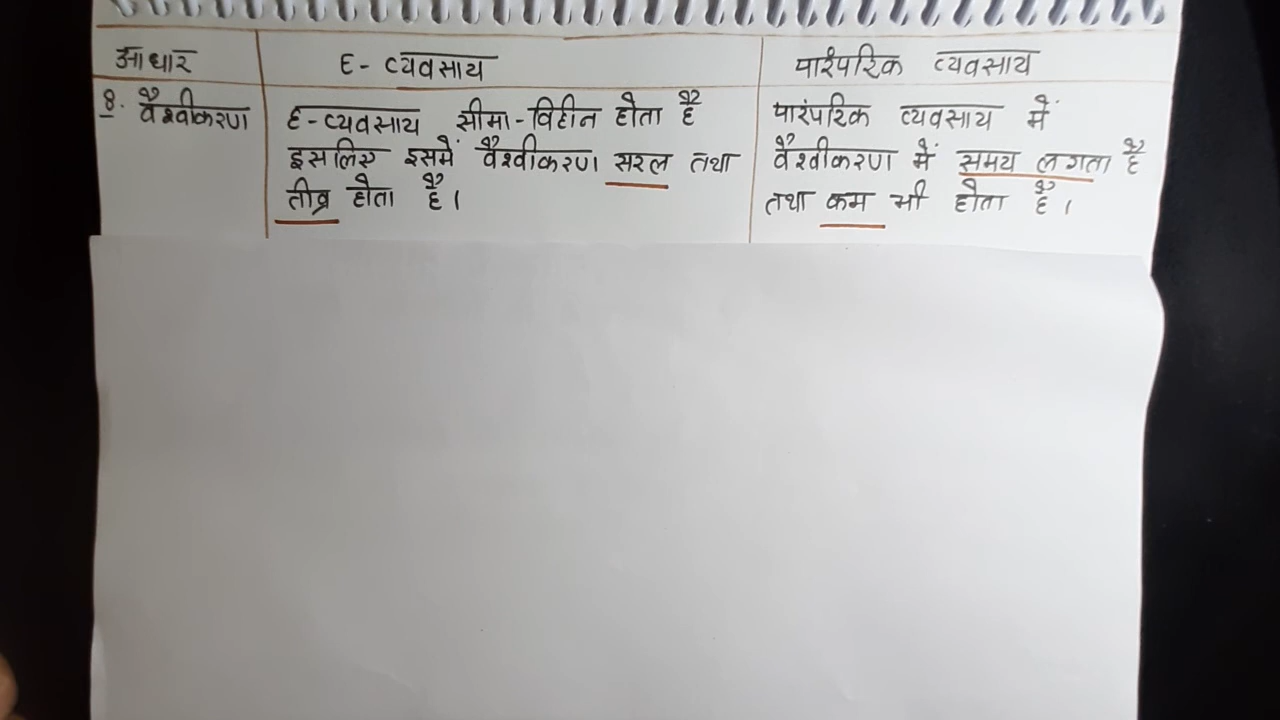 आधार E- व्यवसाय पारंपरिक व्यवसाय
8. वैश्वीकरण
E-व्यवसाय सीमा-विहीन होता है
इसलिए इसमें वैश्वीकरण सरल तथा
तीव्र होता है।
पारंपरिक व्यवसाय में
वैश्वीकरण में समय लगता है
तथा कम भी होता है।